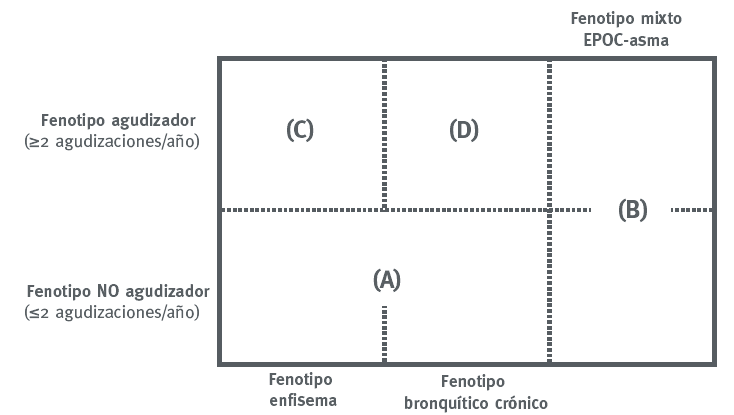 Fenotipo mixto
EPOC-asma
Fenotipo agudizador
(≥2 agudizaciones/año)
(C)
(D)
(B)
(A)
Fenotipo NO agudizador
(≤2 agudizaciones/año)
Fenotipo
enfisema
Fenotipo
bronquítico crónico